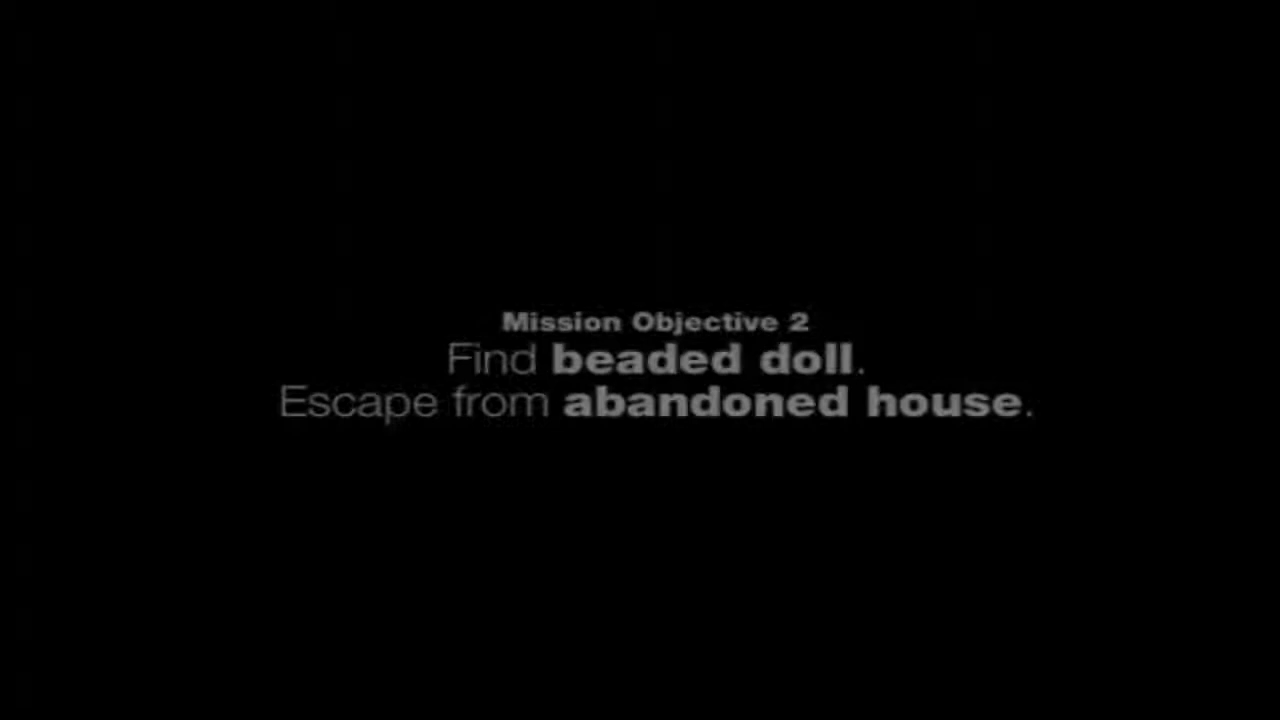 Mission Objective 2
Find beaded doll.
Escape from abandoned house.